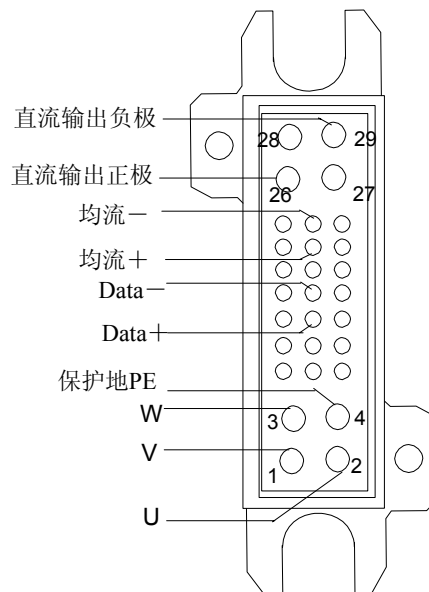 直流输出负极
28
29
直流输出正极
26
27
均流－
均流＋
Data－
Data＋
保护地PE
W
3
4
V
1
2
U